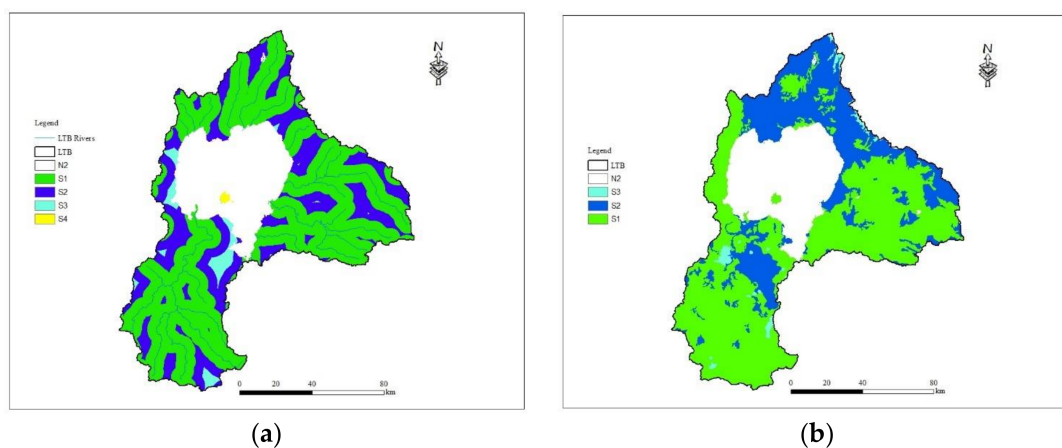 N
Legend
LTB Rivers
LTB
N2
S1
S2
S3
S4
0 20 40 80
km
(a)
N
Legend
LTB
N2
S3
S2
S1
0 20 40 80
km
(b)